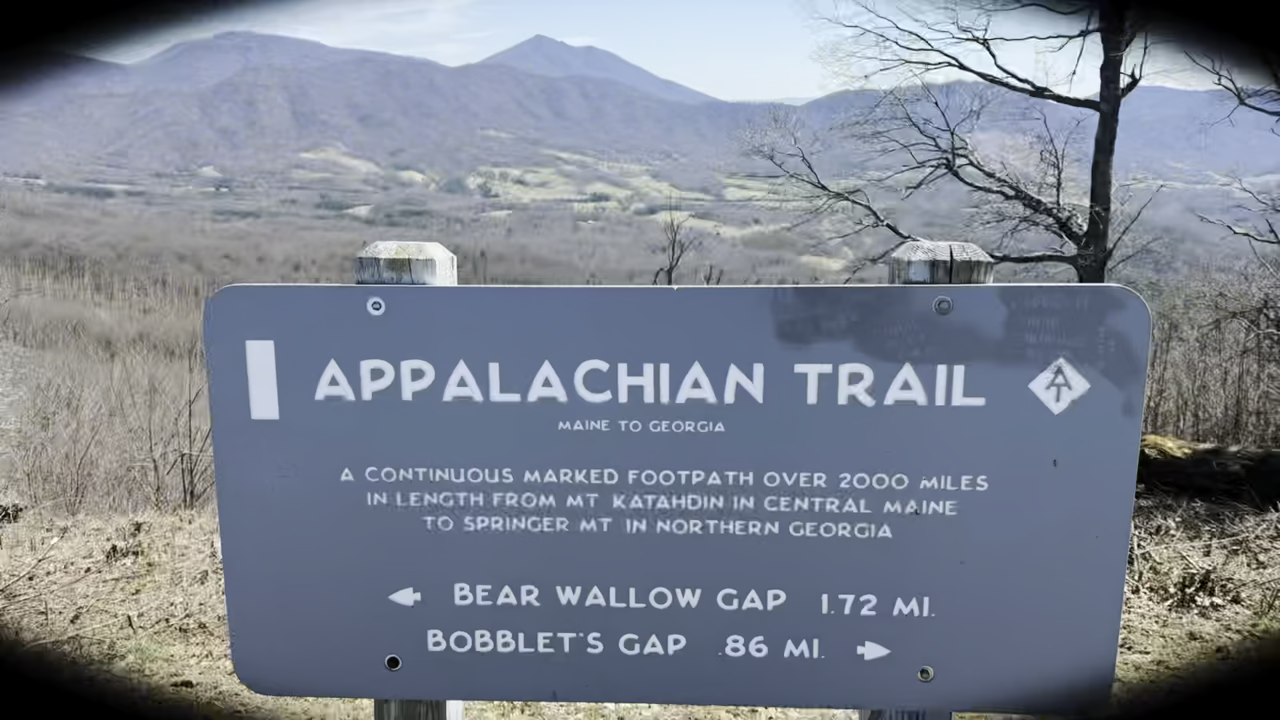 APPALACHIAN TRAIL
MAINE TO GEORGIA
A CONTINUOUS MARKED FOOTPATH OVER 2000 MILES
IN LENGTH FROM MT KATAHDIN IN CENTRAL MAINE
TO SPRINGER MT IN NORTHERN GEORGIA
BEAR WALLOW GAP 1.72 MI.
BOBBLET'S GAP .86 MI.